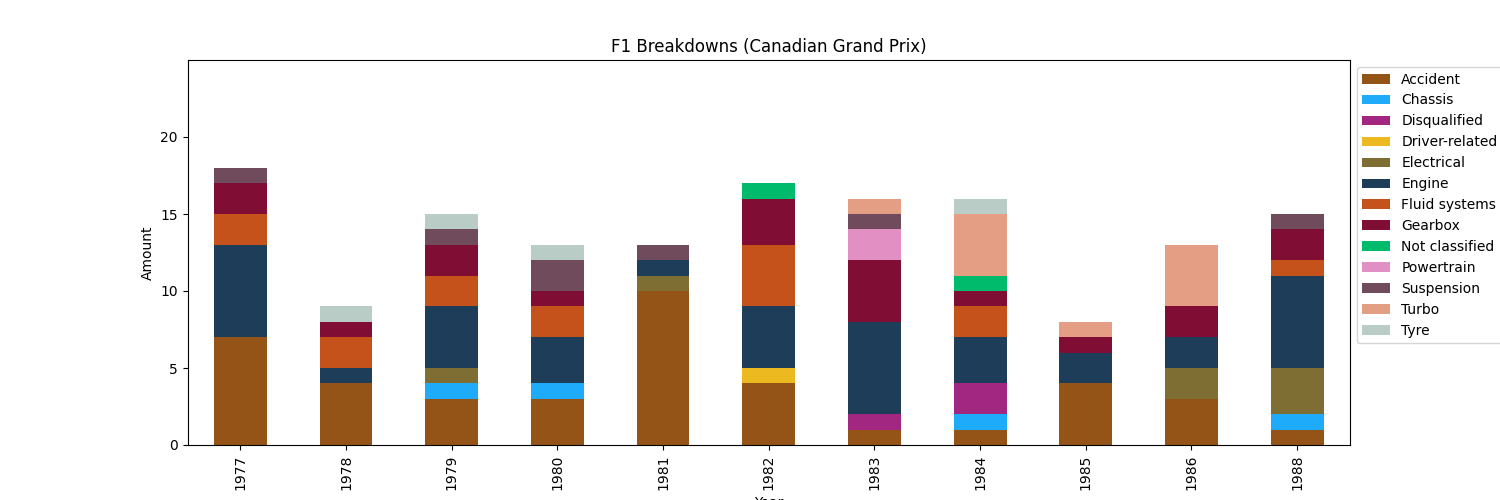 F1 Breakdowns (Canadian Grand Prix)
Amount
20
15
10
5
0
1977
1978
1979
1980
1981
1982
1983
1984
1985
1986
1988
Year
Accident
Chassis
Disqualified
Driver-related
Electrical
Engine
Fluid systems
Gearbox
Not classified
Powertrain
Suspension
Turbo
Tyre